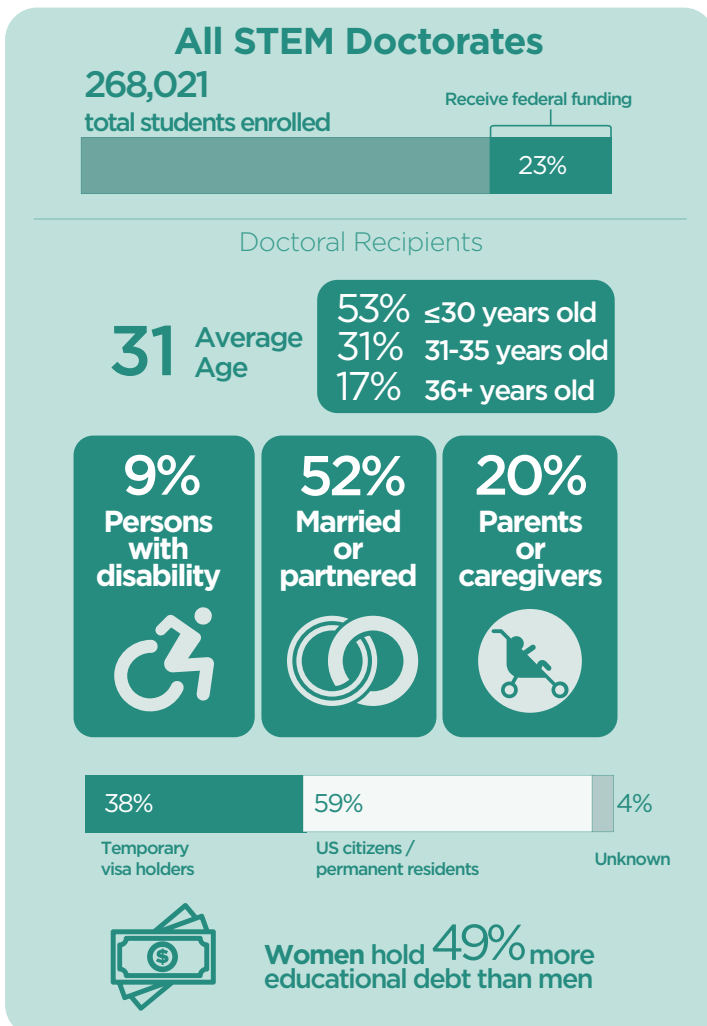 All STEM Doctorates
268,021
total students enrolled
Receive federal funding
23%
Doctoral Recipients
31 Average
Age
53% ≤30 years old
31% 31-35 years old
17% 36+ years old
9%
Persons
with
disability
52%
Married
or
partnered
20%
Parents
or
caregivers
38%
Temporary
visa holders
59%
US citizens /
permanent residents
4%
Unknown
$
Women hold 49% more
educational debt than men